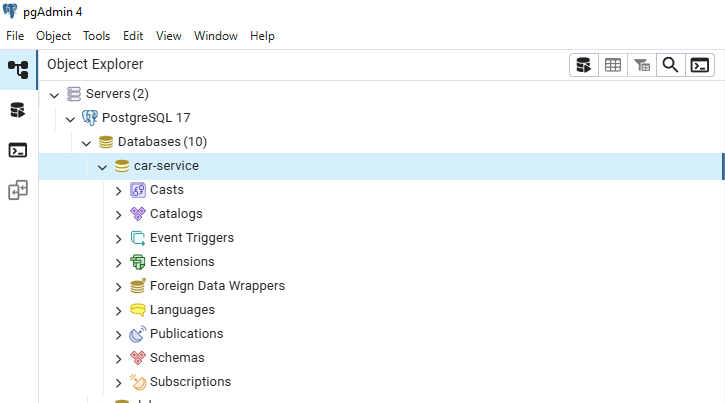 pgAdmin 4
File Object Tools Edit View Window Help
Object Explorer
Servers (2)
PostgreSQL 17
Databases (10)
car-service
Casts
Catalogs
Event Triggers
Extensions
Foreign Data Wrappers
Languages
Publications
Schemas
Subscriptions